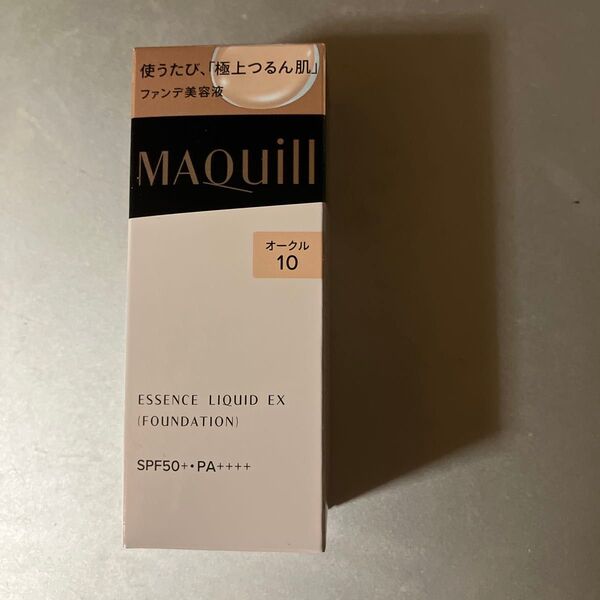 使うたび、「極上つるん肌」
ファンデ美容液
MAQuill
オークル
10
ESSENCE LIQUID EX
(FOUNDATION)
SPF50+・PA++++